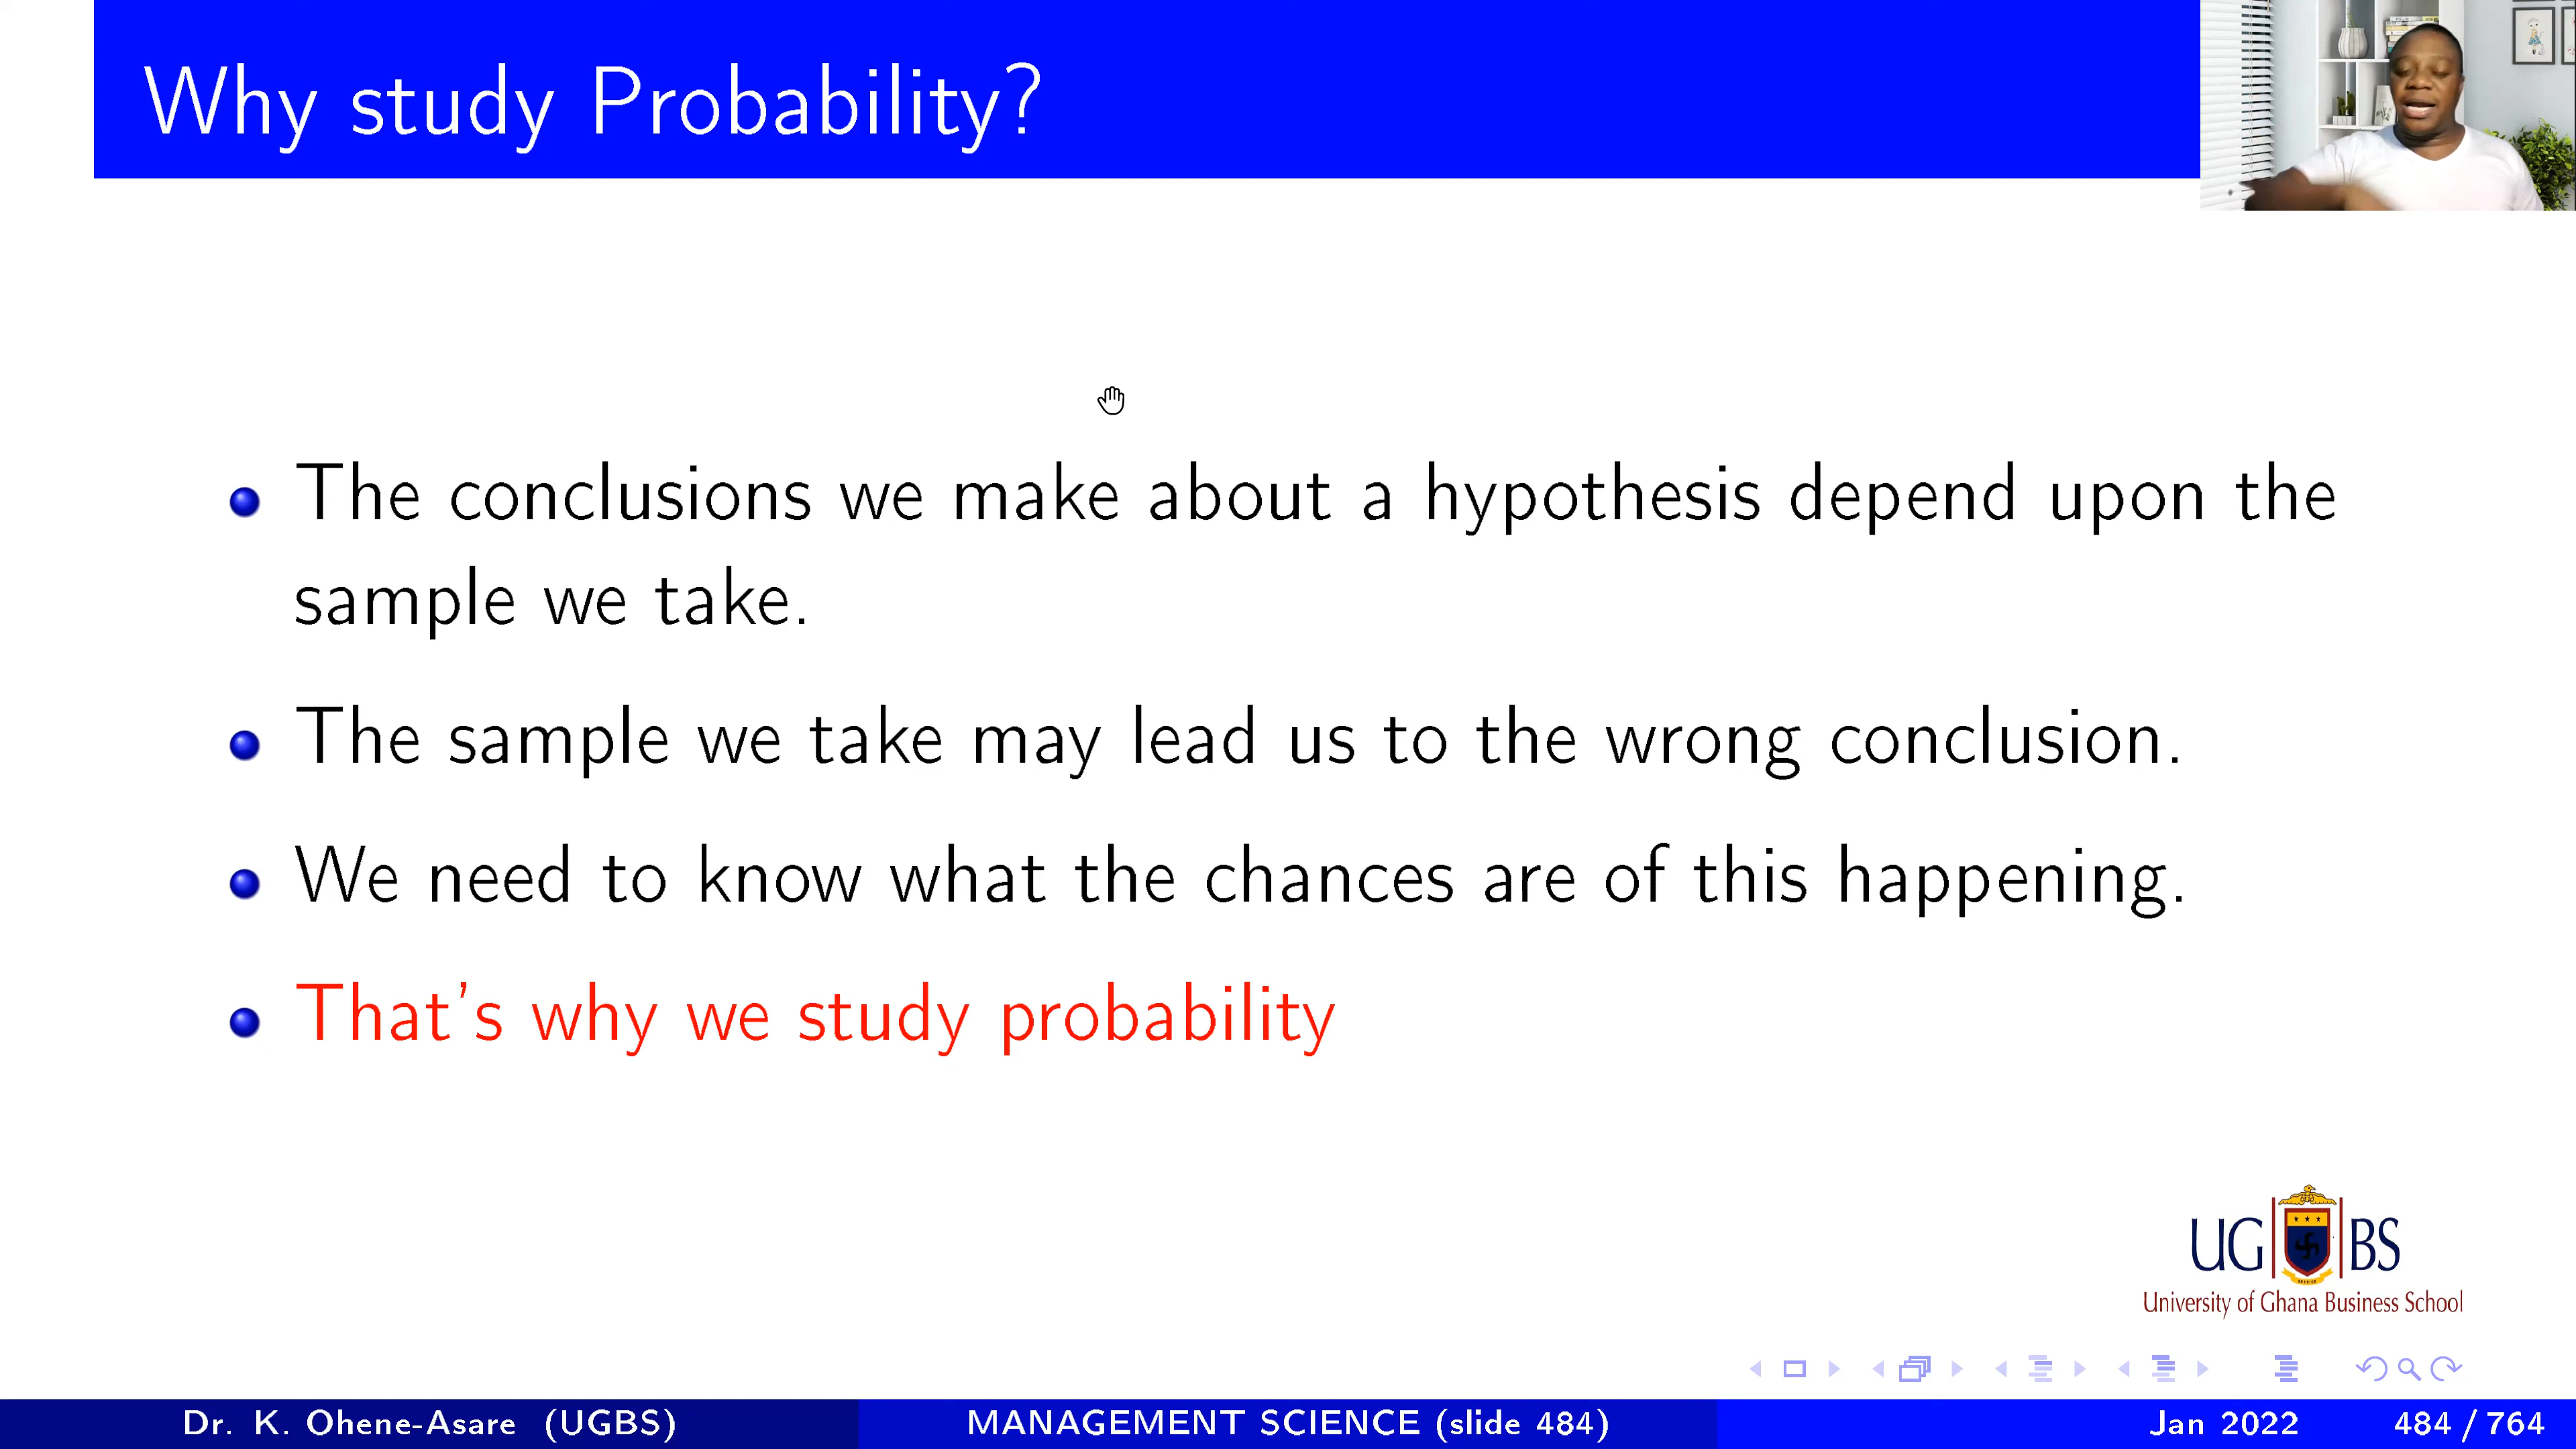 Why study Probability?
The conclusions we make about a hypothesis depend upon the
sample we take.
The sample we take may lead us to the wrong conclusion.
We need to know what the chances are of this happening.
That's why we study probability
UG BS
University of Ghana Business School
Dr. K. Ohene-Asare (UGBS) MANAGEMENT SCIENCE (slide 484) Jan 2022 484 / 764